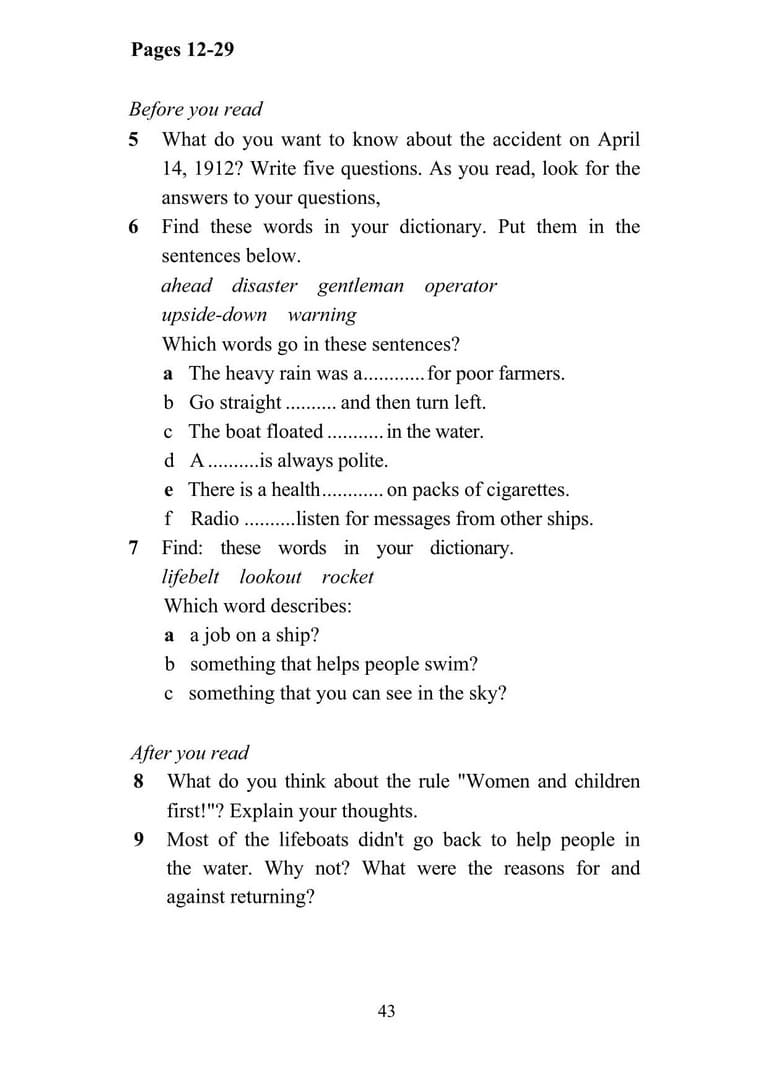 Pages 12-29
Before you read
5 What do you want to know about the accident on April
14, 1912? Write five questions. As you read, look for the
answers to your questions,
6 Find these words in your dictionary. Put them in the
sentences below.
ahead disaster gentleman operator
upside-down warning
Which words go in these sentences?
a The heavy rain was a............for poor farmers.
b Go straight .......... and then turn left.
c The boat floated ........... in the water.
d A ..........is always polite.
e There is a health............ on packs of cigarettes.
f Radio ..........listen for messages from other ships.
7 Find: these words in your dictionary.
lifebelt lookout rocket
Which word describes:
a a job on a ship?
b something that helps people swim?
c something that you can see in the sky?
After you read
8 What do you think about the rule "Women and children
first!"? Explain your thoughts.
9 Most of the lifeboats didn't go back to help people in
the water. Why not? What were the reasons for and
against returning?
43